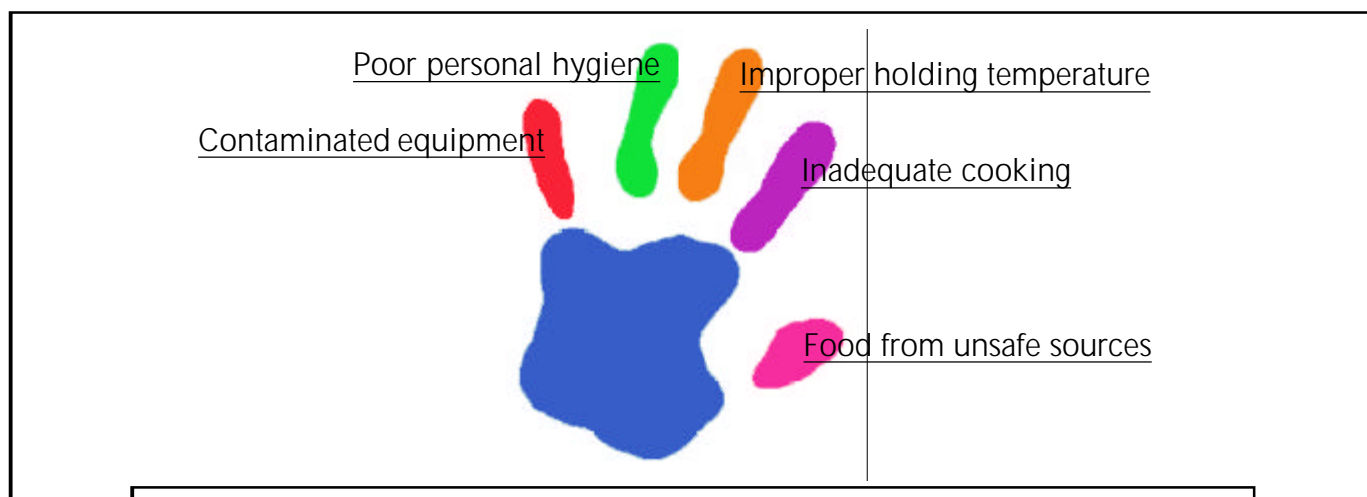 Poor personal hygiene
Improper holding temperature
Contaminated equipment
Inadequate cooking
Food from unsafe sources